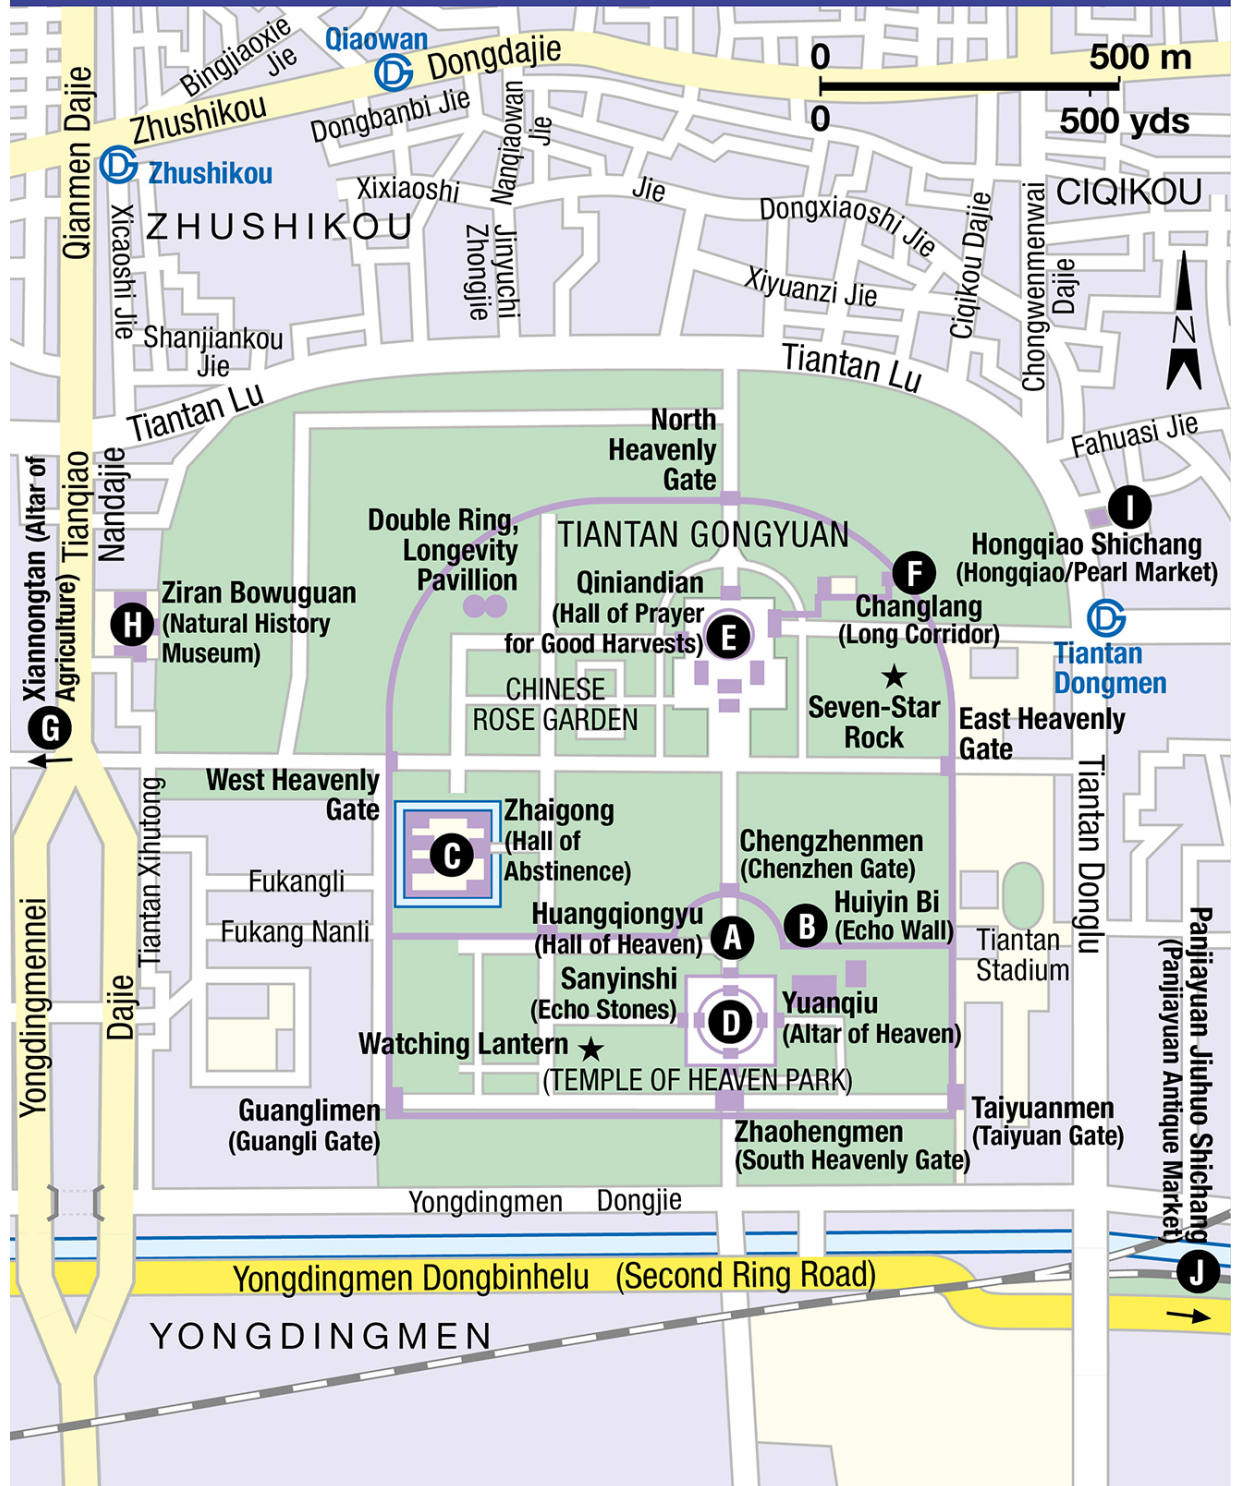 Qiaowan
Bingjiaoxie
Jie
Dongdajie
Zhushikou
0
500 m
0
500 yds
Qianmen Dajie
Dongbanbi Jie
Nanqiaowan
Jie
Zhushikou
Xixiaoshi
Jie
CIQIKOU
ZHUSHIKOU
Xicaoshi Jie
Zhongjie
Jinyuchi
Dongxiaoshi Jie
Ciqikou Dajie
Chongwenmenwai
Dajie
Xiyuanzi Jie
N
Shanjiankou
Jie
Tiantan Lu
Tiantan Lu
Fahuasi Jie
North
Heavenly
Gate
Tianqiao
Nandajie
Xiannongtan (Altar of
Agriculture)
G
Double Ring,
Longevity
Pavillion
TIANTAN GONGYUAN
I
Hongqiao Shichang
(Hongqiao/Pearl Market)
F
Changlang
(Long Corridor)
Qiniandian
(Hall of Prayer
for Good Harvests)
E
H
Ziran Bowuguan
(Natural History
Museum)
Tiantan
Dongmen
CHINESE
ROSE GARDEN
Seven-Star
Rock
East Heavenly
Gate
West Heavenly
Gate
Tiantan Xihutong
Tiantan Donglu
C
Zhaigong
(Hall of
Abstinence)
Chengzhenmen
(Chenzhen Gate)
Fukangli
Fukang Nanli
Huangqiongyu
(Hall of Heaven)
A
B
Huiyin Bi
(Echo Wall)
Tiantan
Stadium
Yongdingmennei
Dajie
Sanyinshi
(Echo Stones)
D
Yuanqiu
(Altar of Heaven)
Watching Lantern
(TEMPLE OF HEAVEN PARK)
Guanglimen
(Guangli Gate)
Zhaohengmen
(South Heavenly Gate)
Taiyuanmen
(Taiyuan Gate)
Panjiayuan Jiuhuo Shichang
(Panjiayuan Antique Market)
J
Yongdingmen Dongjie
Yongdingmen Dongbinhelu (Second Ring Road)
YONGDINGMEN